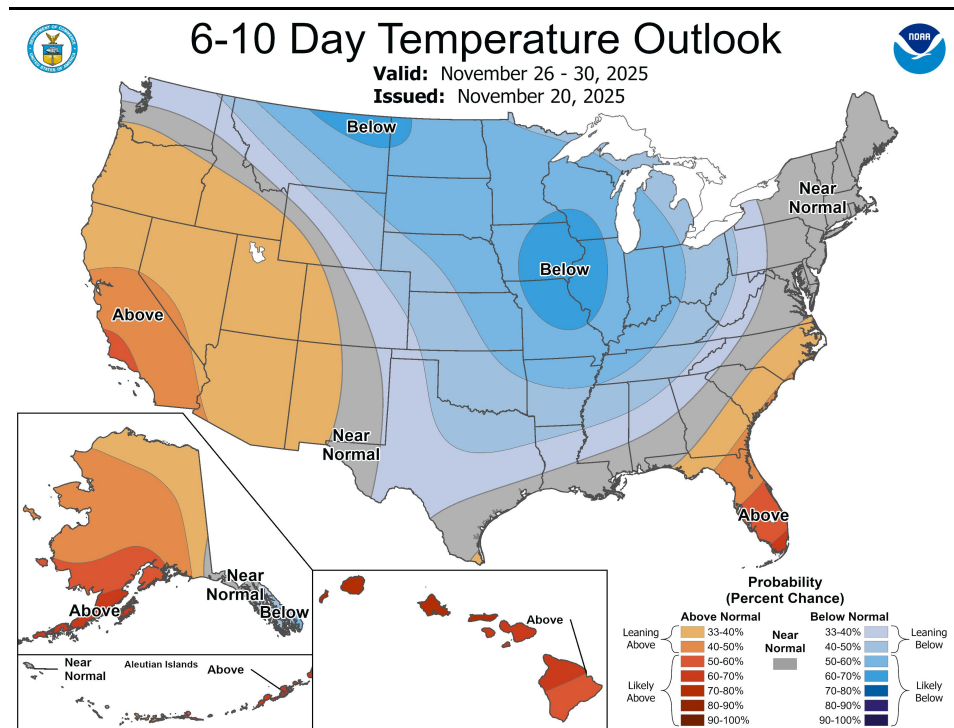 6-10 Day Temperature Outlook
Valid: November 26 - 30, 2025
Issued: November 20, 2025
NOAA
Below
Near
Normal
Below
Above
Near
Normal
Above
Near
Normal
Above
Below
Near
Normal
Aleutian Islands
Above
Above
Probability
(Percent Chance)
Above Normal
Near
Normal
Below Normal
Leaning
Above
33-40%
40-50%
Likely
Above
50-60%
60-70%
70-80%
80-90%
90-100%
33-40%
40-50%
Leaning
Below
50-60%
60-70%
70-80%
80-90%
90-100%
Likely
Below